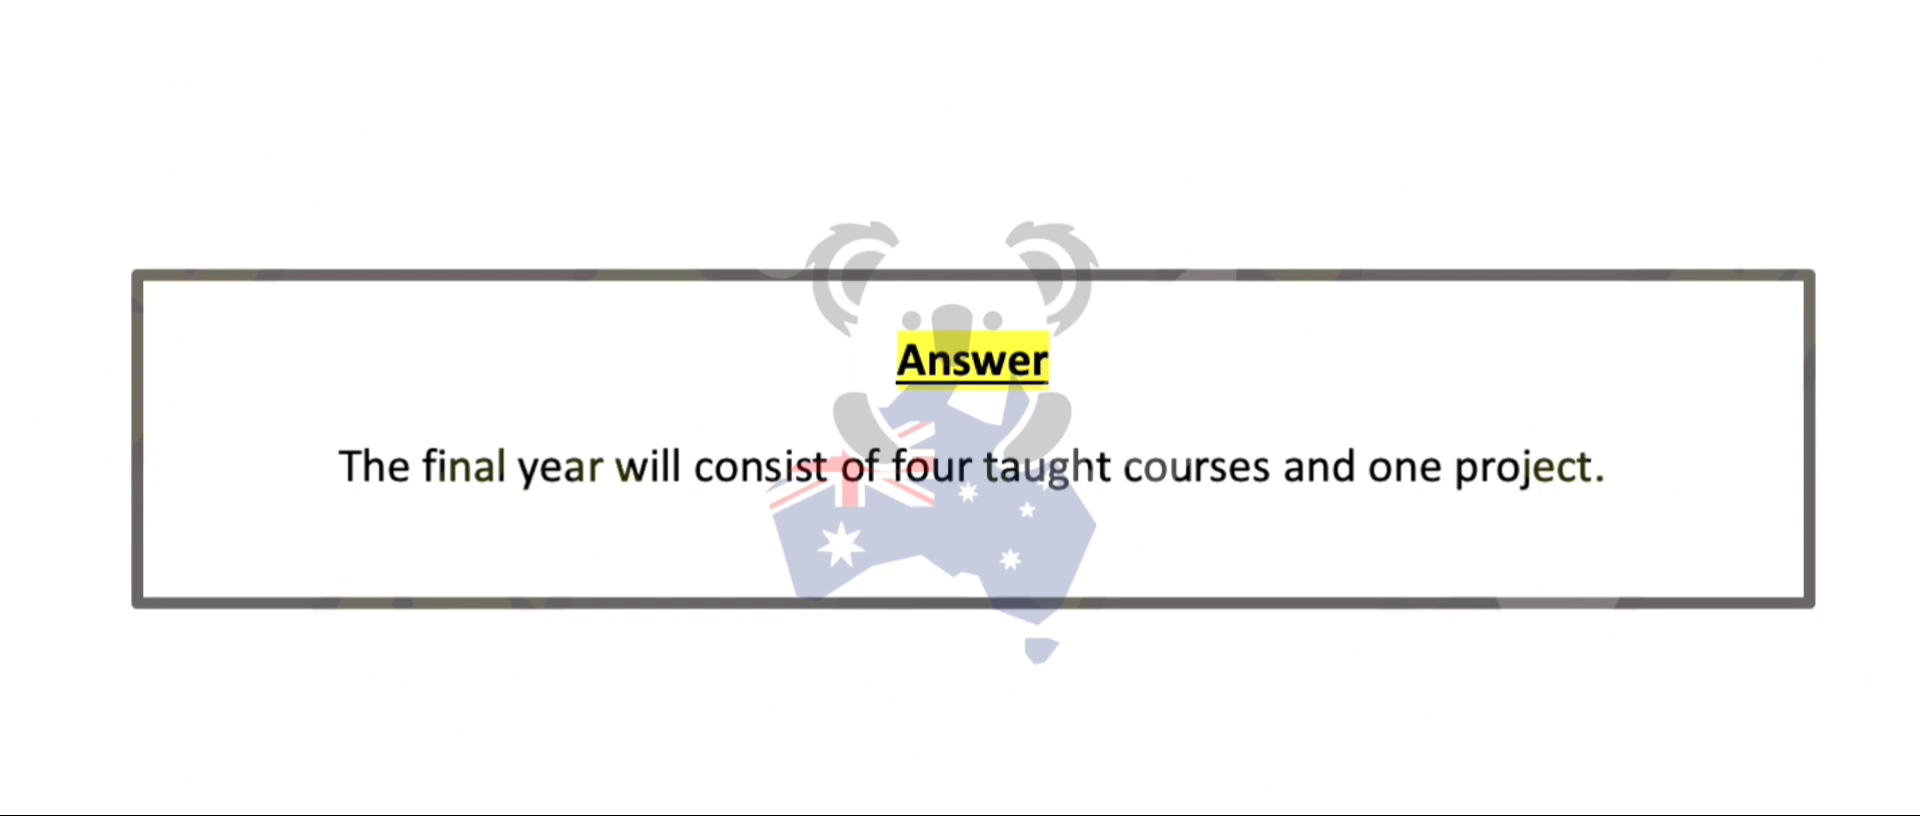 Answer
The final year will consist of four taught courses and one project.